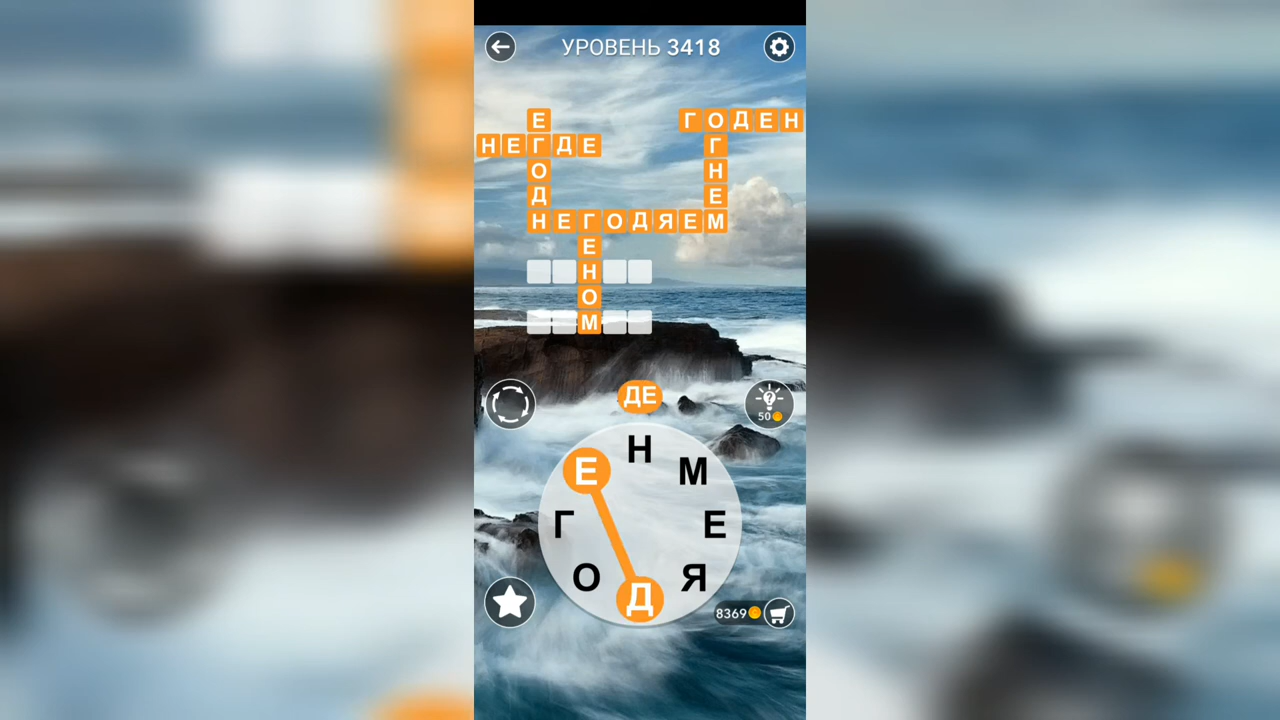 УРОВЕНЬ 3418
ГОДЕН
Е
НЕГДЕ
Г
О
Н
Д
Е
НЕГОДЯЕМ
Е
Н
О
М
ДЕ
50
Н
Е
М
Г
Е
О
Я
Д
8369